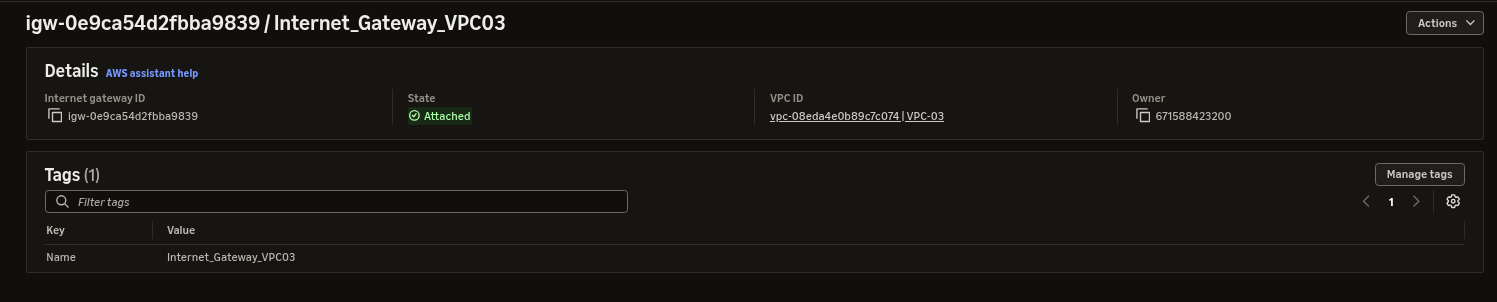 igw-0e9ca54d2fbba9839 / Internet_Gateway_VPC03
Actions
Details AWS assistant help
Internet gateway ID
igw-0e9ca54d2fbba9839
State
Attached
VPC ID
vpc-08eda4e0b89c7c074 | VPC-03
Owner
671588423200
Tags (1)
Manage tags
Filter tags
1
Key Value
Name Internet_Gateway_VPC03